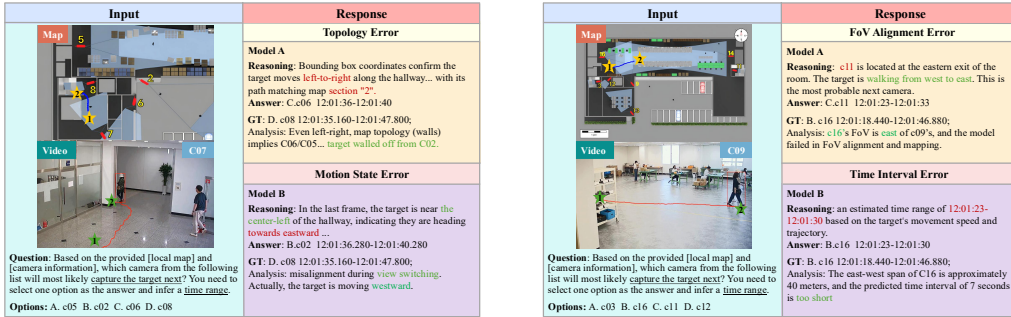 Input
Response
Map
5
2
8
2
6
1
7
Video
C07
1
Question: Based on the provided [local map] and
[camera information], which camera from the following
list will most likely capture the target next? You need to
select one option as the answer and infer a time range.
Options: A. c05 B. c02 C. c06 D. c08
Topology Error
Model A
Reasoning: Bounding box coordinates confirm the
target moves left-to-right along the hallway... with its
path matching map section "2".
Answer: C.c06 12:01:36-12:01:40
GT: D. c08 12:01:35.160-12:01:47.800;
Analysis: Even left-right, map topology (walls)
implies C06/C05... target walled off from C02.
Motion State Error
Model B
Reasoning: In the last frame, the target is near the
center-left of the hallway, indicating they are heading
towards eastward ...
Answer: B.c02 12:01:36.280-12:01:40.280
GT: D. c08 12:01:35.160-12:01:47.800;
Analysis: misalignment during view switching.
Actually, the target is moving westward.
Input
Response
Map
1
2
Video
C09
Question: Based on the provided [local map] and
[camera information], which camera from the following
list will most likely capture the target next? You need to
select one option as the answer and infer a time range.
Options: A. c03 B. c16 C. c11 D. c12
FoV Alignment Error
Model A
Reasoning: c11 is located at the eastern exit of the
room. The target is walking from west to east. This is
the most probable next camera.
Answer: C.c11 12:01:23-12:01:33
GT: B. c16 12:01:18.440-12:01:46.880;
Analysis: c16's FoV is east of c09's, and the model
failed in FoV alignment and mapping.
Time Interval Error
Model B
Reasoning: an estimated time range of 12:01:23-
12:01:30 based on the target's movement speed and
trajectory.
Answer: B.c16 12:01:23-12:01:30
GT: B. c16 12:01:18.440-12:01:46.880;
Analysis: The east-west span of C16 is approximately
40 meters, and the predicted time interval of 7 seconds
is too short